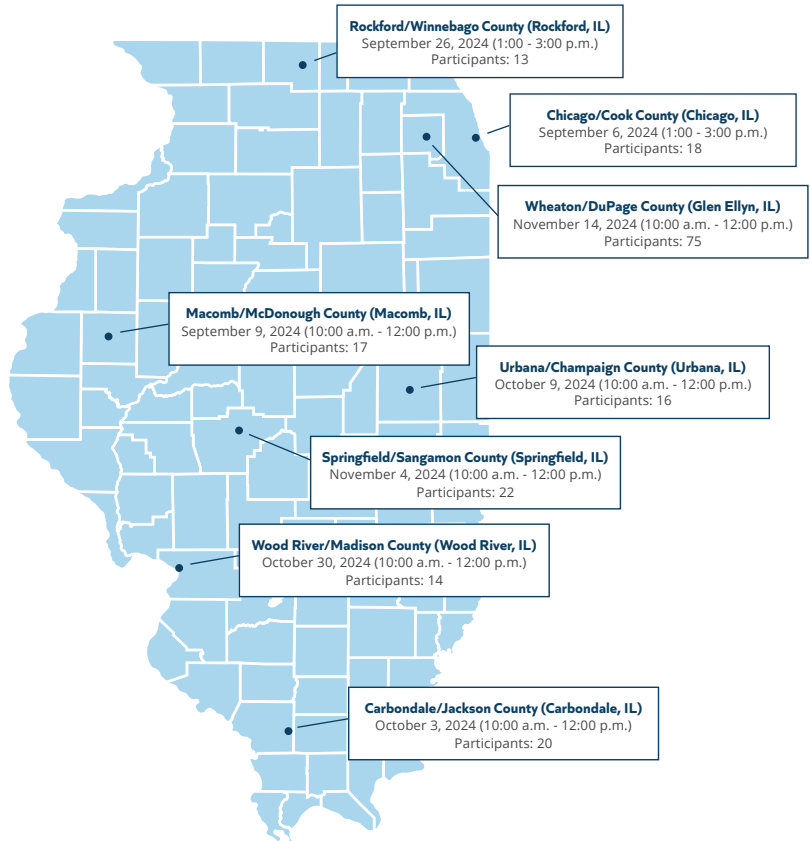 Rockford/Winnebago County (Rockford, IL)
September 26, 2024 (1:00 - 3:00 p.m.)
Participants: 13
Chicago/Cook County (Chicago, IL)
September 6, 2024 (1:00 - 3:00 p.m.)
Participants: 18
Wheaton/DuPage County (Glen Ellyn, IL)
November 14, 2024 (10:00 a.m. - 12:00 p.m.)
Participants: 75
Macomb/McDonough County (Macomb, IL)
September 9, 2024 (10:00 a.m. - 12:00 p.m.)
Participants: 17
Urbana/Champaign County (Urbana, IL)
October 9, 2024 (10:00 a.m. - 12:00 p.m.)
Participants: 16
Springfield/Sangamon County (Springfield, IL)
November 4, 2024 (10:00 a.m. - 12:00 p.m.)
Participants: 22
Wood River/Madison County (Wood River, IL)
October 30, 2024 (10:00 a.m. - 12:00 p.m.)
Participants: 14
Carbondale/Jackson County (Carbondale, IL)
October 3, 2024 (10:00 a.m. - 12:00 p.m.)
Participants: 20